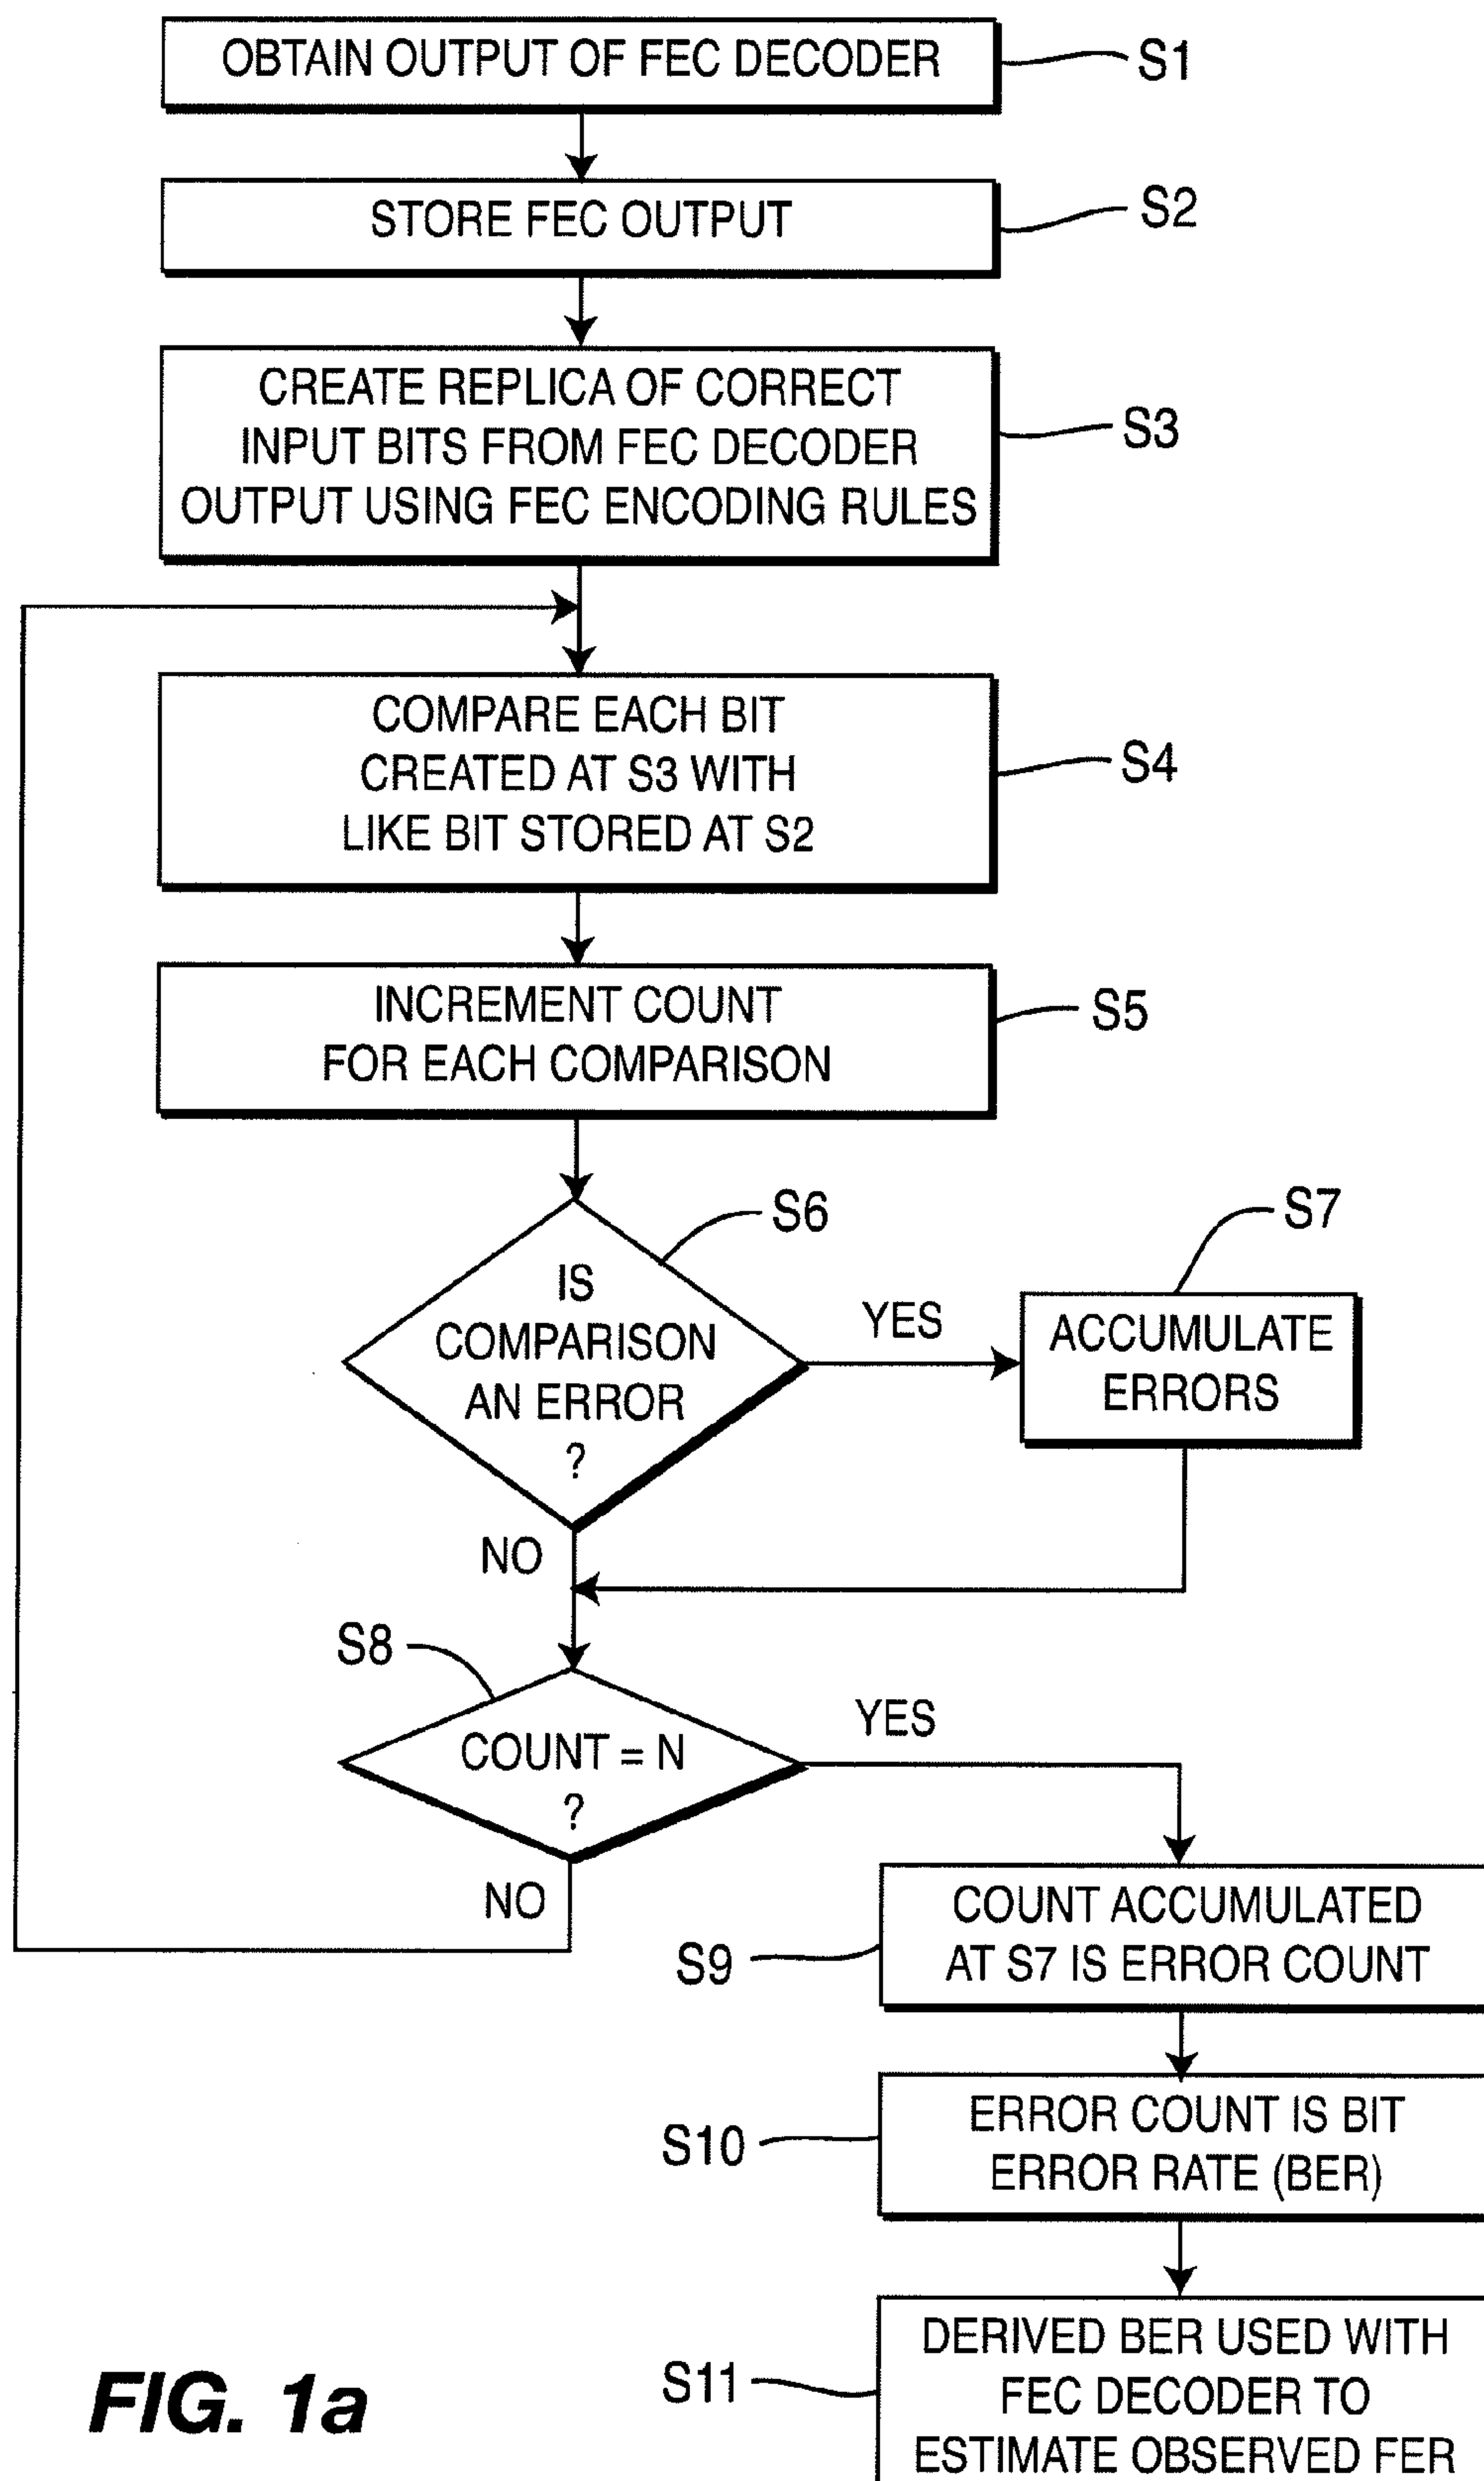 OBTAIN OUTPUT OF FEC DECODER
S1
STORE FEC OUTPUT
S2
CREATE REPLICA OF CORRECT
INPUT BITS FROM FEC DECODER
OUTPUT USING FEC ENCODING RULES
S3
COMPARE EACH BIT
CREATED AT S3 WITH
LIKE BIT STORED AT S2
S4
INCREMENT COUNT
FOR EACH COMPARISON
S5
S6
IS
COMPARISON
AN ERROR
?
YES
S7
ACCUMULATE
ERRORS
NO
S8
COUNT = N
?
YES
NO
COUNT ACCUMULATED
AT S7 IS ERROR COUNT
S9
ERROR COUNT IS BIT
ERROR RATE (BER)
S10
DERIVED BER USED WITH
FEC DECODER TO
ESTIMATE OBSERVED FER
S11
FIG. 1a